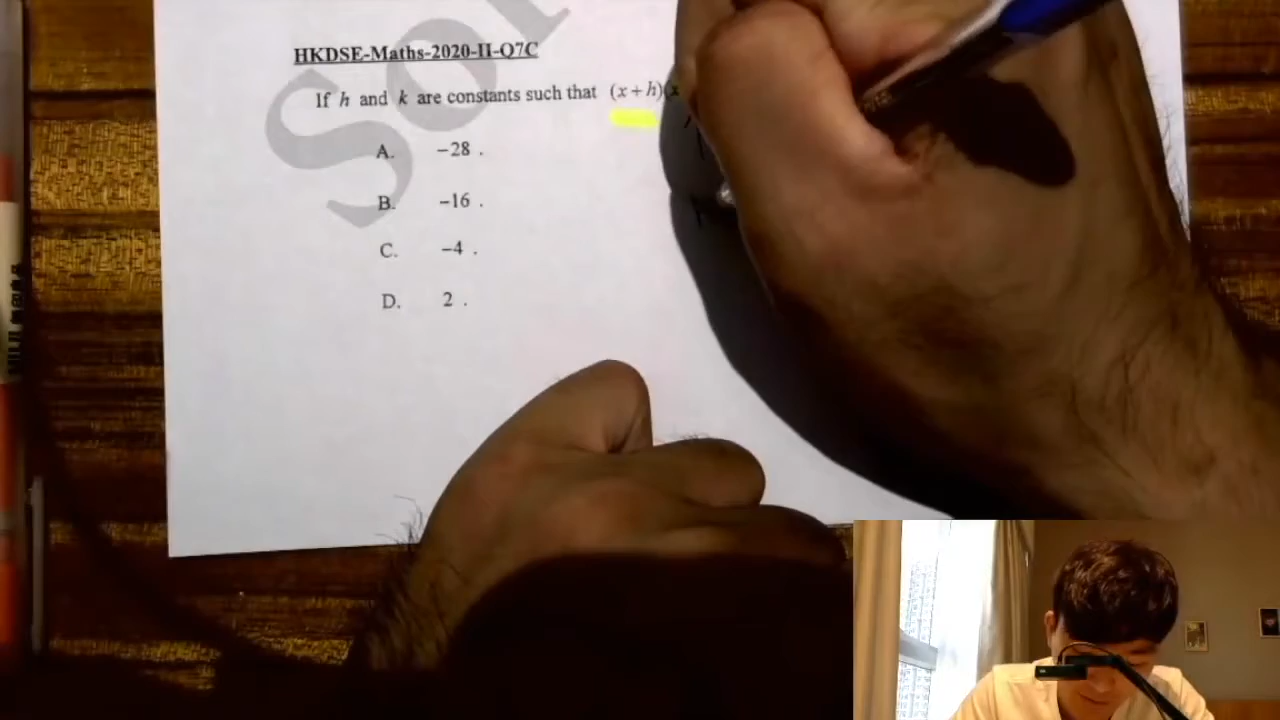 HKDSE-Maths-2020-II-Q7C
If h and k are constants such that (x+h)(x
A. −28 .
B. −16 .
C. −4 .
D. 2 .